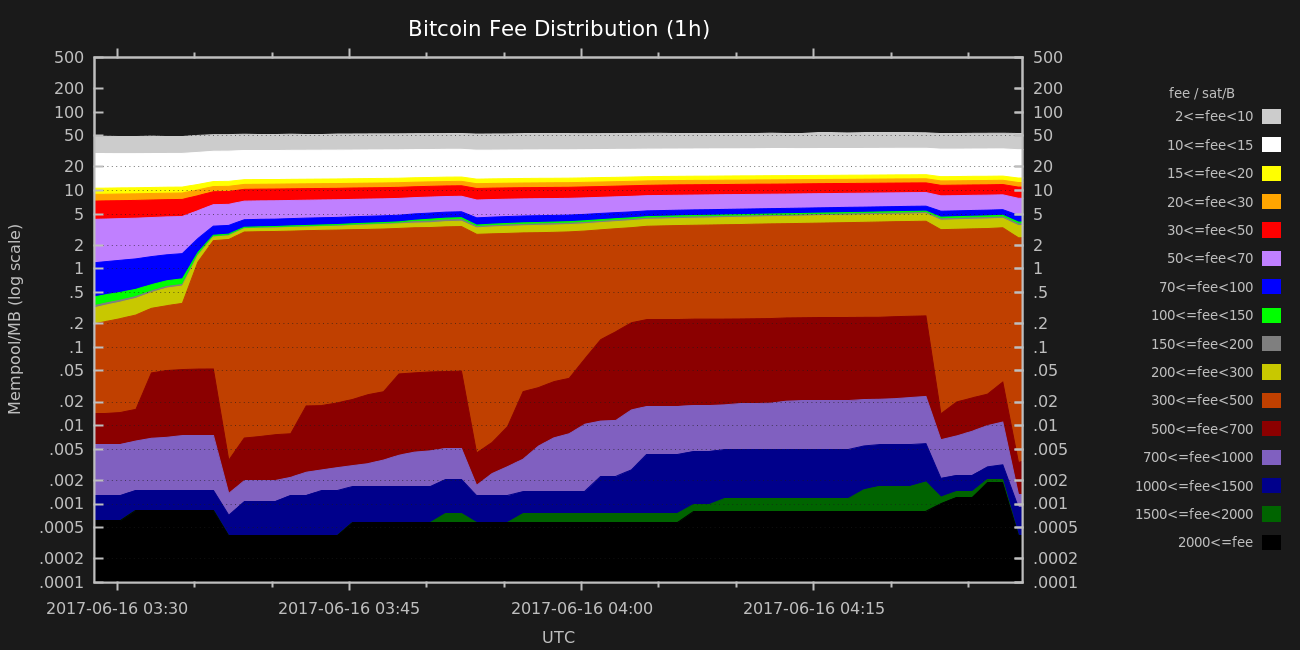 Bitcoin Fee Distribution (1h)
500 500
200 200
100 100
50 50
20 20
10 10
5 5
2 2
1 1
.5 .5
.2 .2
.1 .1
.05 .05
.02 .02
.01 .01
.005 .005
.002 .002
.001 .001
.0005 .0005
.0002 .0002
.0001 .0001
Mempool/MB (log scale)
2017-06-16 03:30 2017-06-16 03:45 2017-06-16 04:00 2017-06-16 04:15
UTC
fee / sat/B
2<=fee<10
10<=fee<15
15<=fee<20
20<=fee<30
30<=fee<50
50<=fee<70
70<=fee<100
100<=fee<150
150<=fee<200
200<=fee<300
300<=fee<500
500<=fee<700
700<=fee<1000
1000<=fee<1500
1500<=fee<2000
2000<=fee